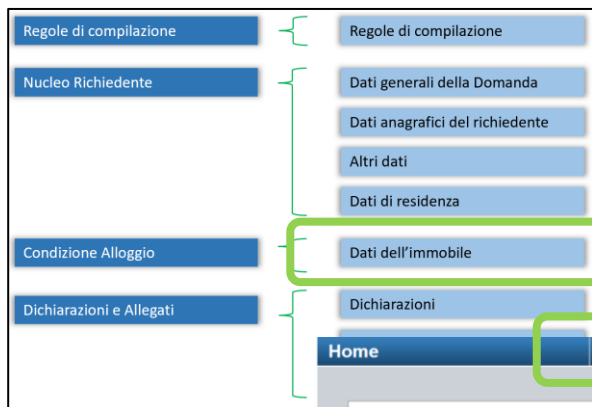 Regole di compilazione
Regole di compilazione
Nucleo Richiedente
Dati generali della Domanda
Dati anagrafici del richiedente
Altri dati
Dati di residenza
Condizione Alloggio
Dati dell'immobile
Dichiarazioni e Allegati
Dichiarazioni
Home